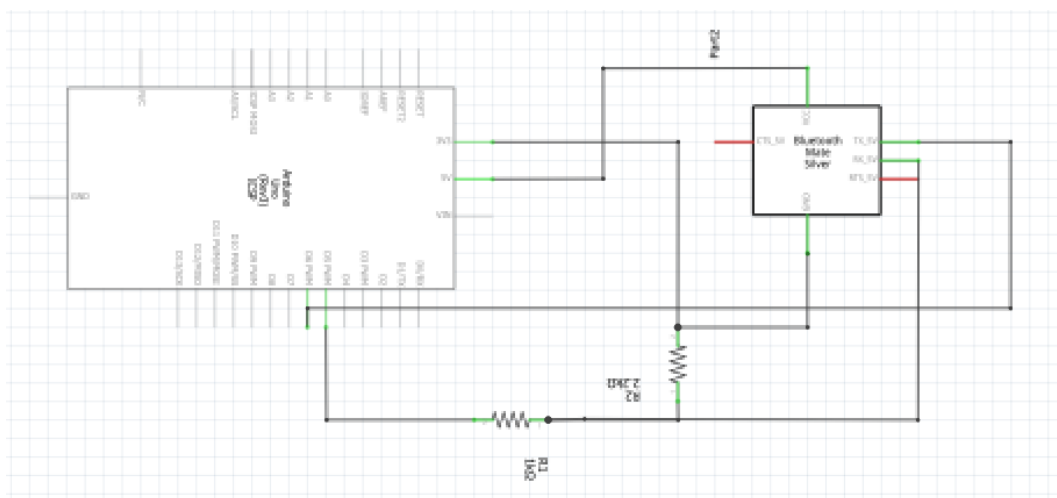 Part2
N/C
A5/SCL
A3
A2
A1
A0
IOREF
AREF
RESET2
RESET
5V
VIN
GND
Arduino
Uno
(Rev3)
ICSP
D13/SCK
D12/MISO
D11 PWM/MOSI
D10 PWM/SS
D9 PWM
D8
D7
D6 PWM
D5 PWM
D4
D3 PWM
D2
D1/TX
D0/RX
VCC
CTS_5V
Bluetooth
Mate
Silver
TX_5V
RX_5V
RTS_5V
GND
R2
2.2kΩ
R1
1kΩ